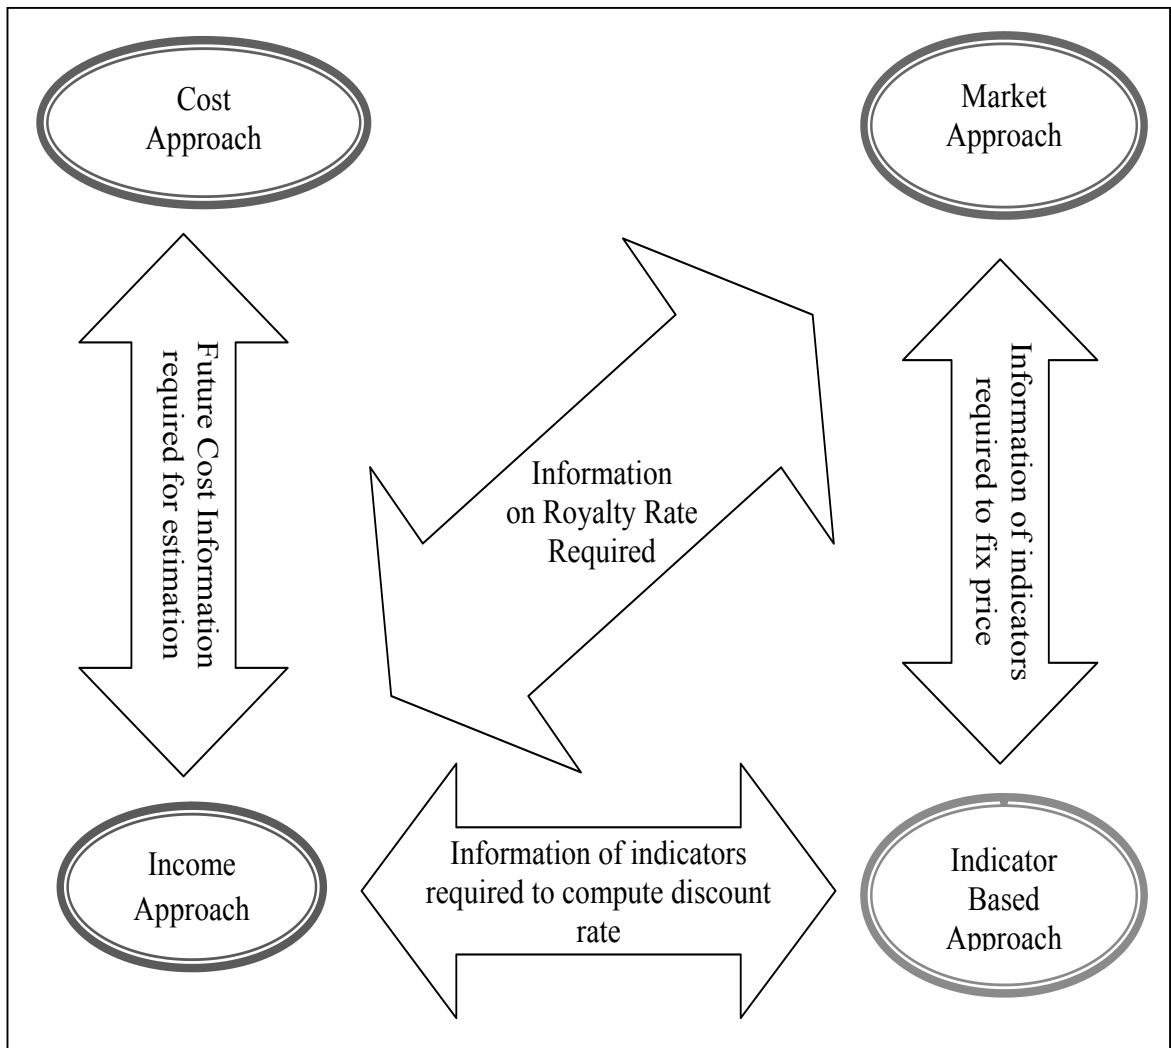 Cost
Approach
Market
Approach
Future Cost Information
required for estimation
Information
on Royalty Rate
Required
Information of indicators
required to fix price
Income
Approach
Information of indicators
required to compute discount
rate
Indicator
Based
Approach